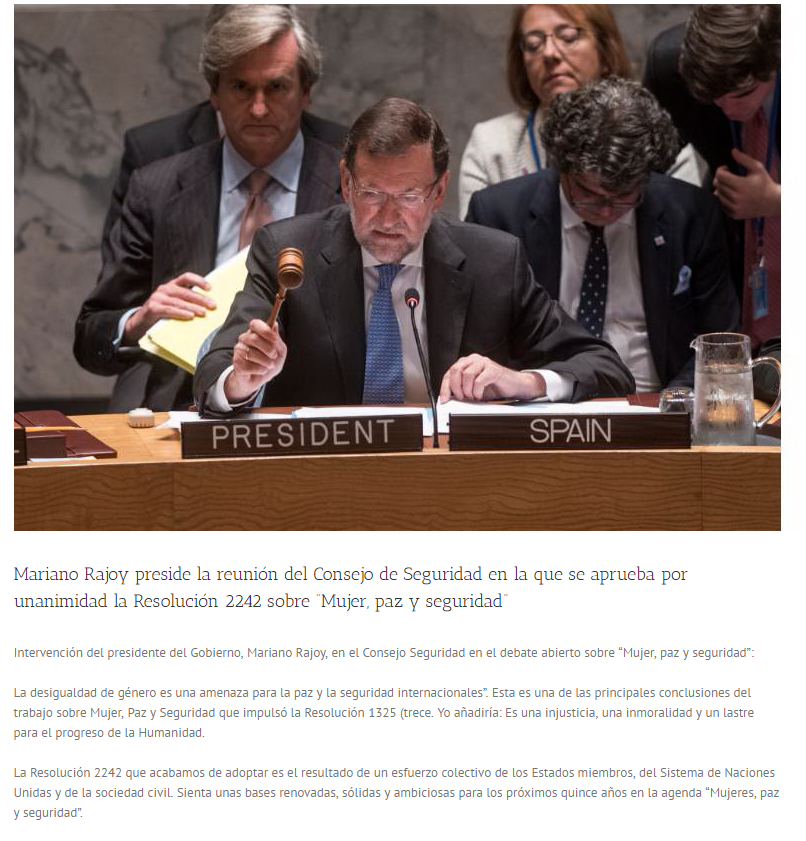 PRESIDENT SPAIN
Mariano Rajoy preside la reunión del Consejo de Seguridad en la que se aprueba por
unanimidad la Resolución 2242 sobre “Mujer, paz y seguridad”
Intervención del presidente del Gobierno, Mariano Rajoy, en el Consejo Seguridad en el debate abierto sobre “Mujer, paz y seguridad”:
La desigualdad de género es una amenaza para la paz y la seguridad internacionales”. Esta es una de las principales conclusiones del
trabajo sobre Mujer, Paz y Seguridad que impulsó la Resolución 1325 (trece. Yo añadiría: Es una injusticia, una inmoralidad y un lastre
para el progreso de la Humanidad.
La Resolución 2242 que acabamos de adoptar es el resultado de un esfuerzo colectivo de los Estados miembros, del Sistema de Naciones
Unidas y de la sociedad civil. Sienta unas bases renovadas, sólidas y ambiciosas para los próximos quince años en la agenda “Mujeres, paz
y seguridad”.